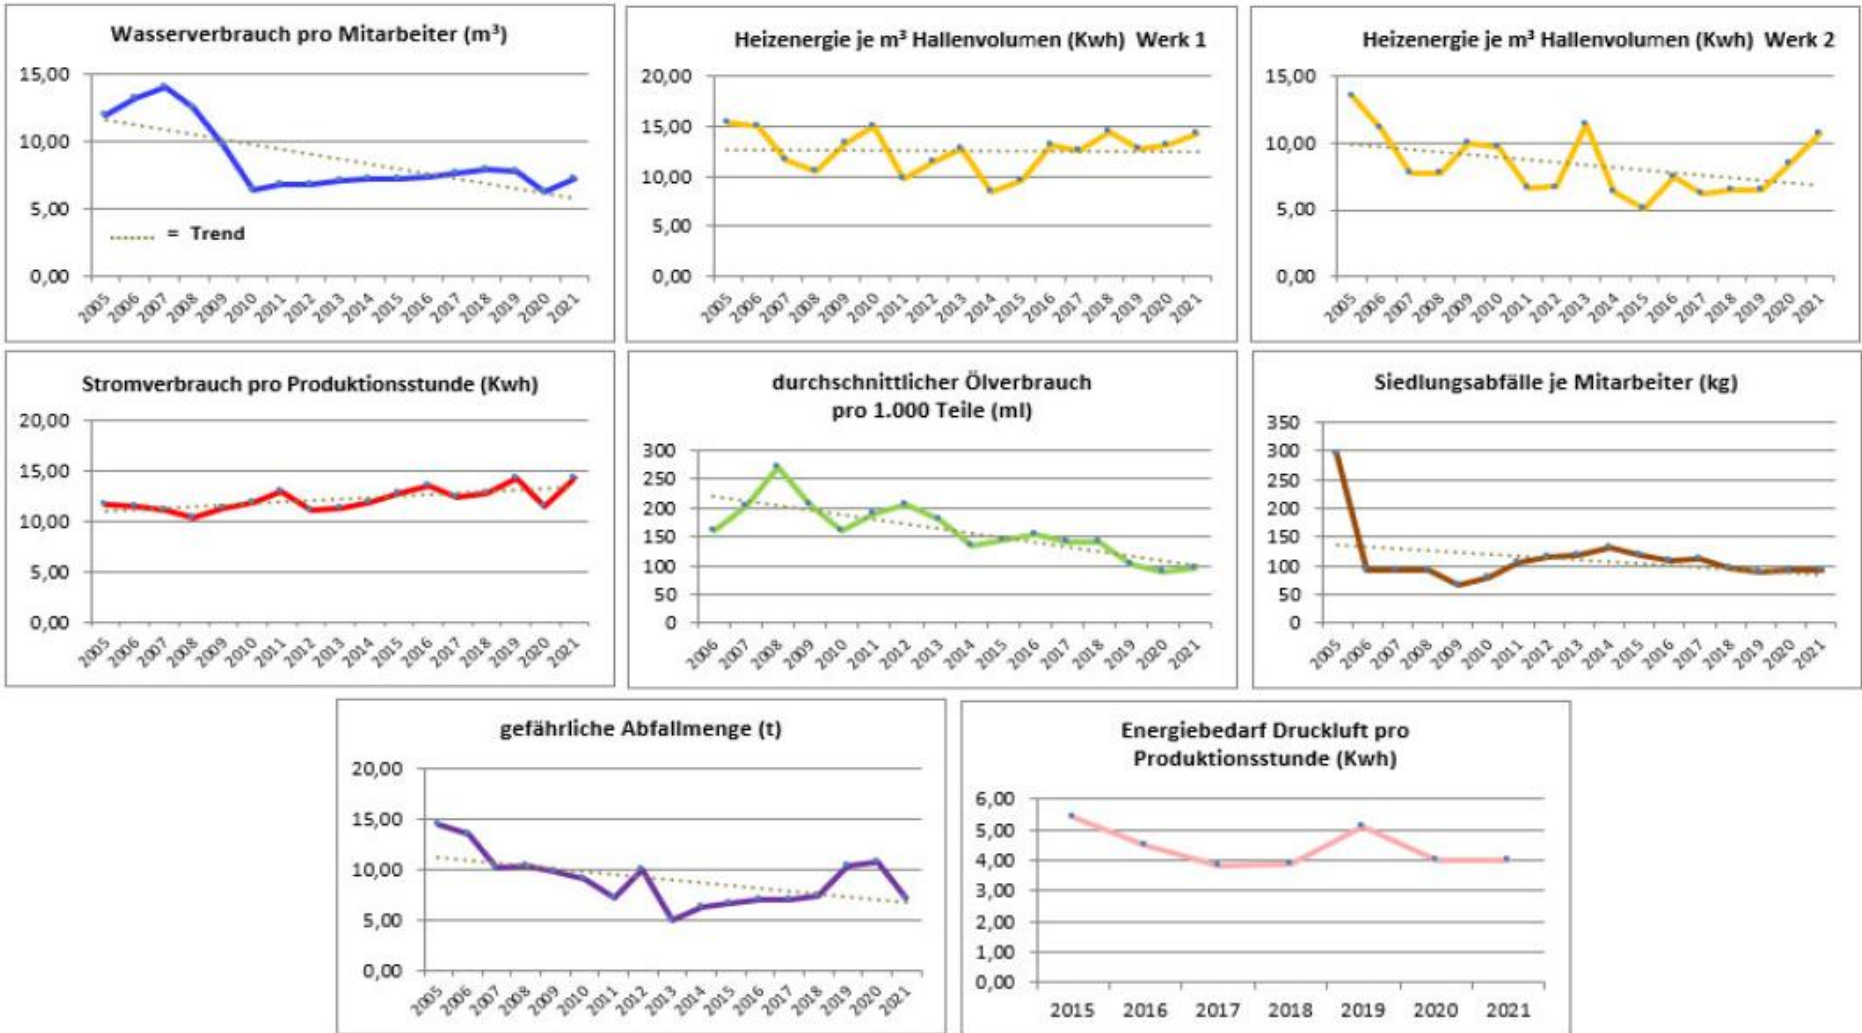 Wasserverbrauch pro Mitarbeiter (m³)
15,00
10,00
5,00
0,00
= Trend
2005 2006 2007 2008 2009 2010 2011 2012 2013 2014 2015 2016 2017 2018 2019 2020 2021
Heizenergie je m³ Hallenvolumen (Kwh) Werk 1
20,00
15,00
10,00
5,00
0,00
2005 2006 2007 2008 2009 2010 2011 2012 2013 2014 2015 2016 2017 2018 2019 2020 2021
Heizenergie je m³ Hallenvolumen (Kwh) Werk 2
15,00
10,00
5,00
0,00
2005 2006 2007 2008 2009 2010 2011 2012 2013 2014 2015 2016 2017 2018 2019 2020 2021
Stromverbrauch pro Produktionsstunde (Kwh)
20,00
15,00
10,00
5,00
0,00
2005 2006 2007 2008 2009 2010 2011 2012 2013 2014 2015 2016 2017 2018 2019 2020 2021
durchschnittlicher Ölverbrauch
pro 1.000 Teile (ml)
300
250
200
150
100
50
0
2006 2007 2008 2009 2010 2011 2012 2013 2014 2015 2016 2017 2018 2019 2020 2021
Siedlungsabfälle je Mitarbeiter (kg)
350
300
250
200
150
100
50
0
2005 2006 2007 2008 2009 2010 2011 2012 2013 2014 2015 2016 2017 2018 2019 2020 2021
gefährliche Abfallmenge (t)
20,00
15,00
10,00
5,00
0,00
2005 2006 2007 2008 2009 2010 2011 2012 2013 2014 2015 2016 2017 2018 2019 2020 2021
Energiebedarf Druckluft pro
Produktionsstunde (Kwh)
6,00
5,00
4,00
3,00
2,00
1,00
0,00
2015 2016 2017 2018 2019 2020 2021